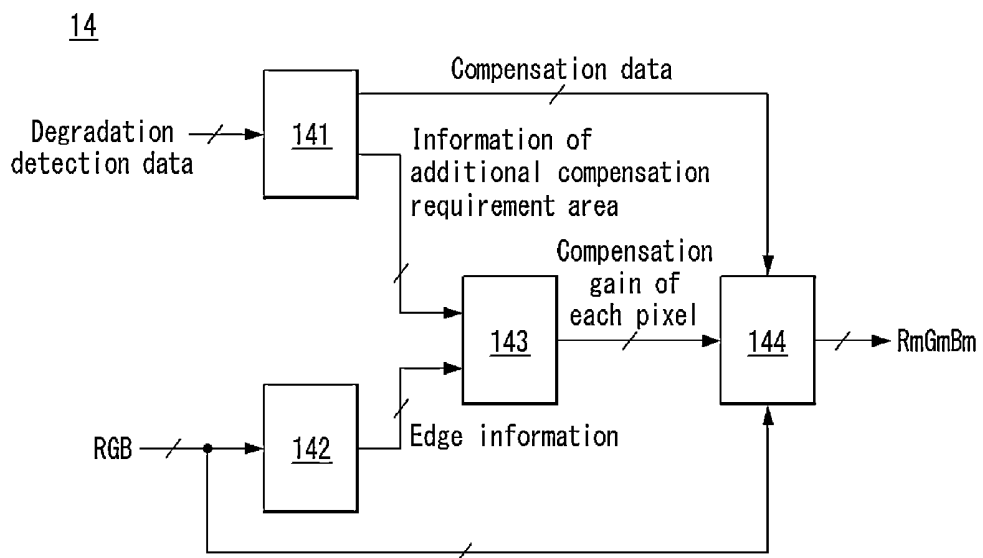 14
Compensation data
141
Degradation
detection data
Information of
additional compensation
requirement area
Compensation
gain of
each pixel
143
144
RmGmBm
RGB
142
Edge information